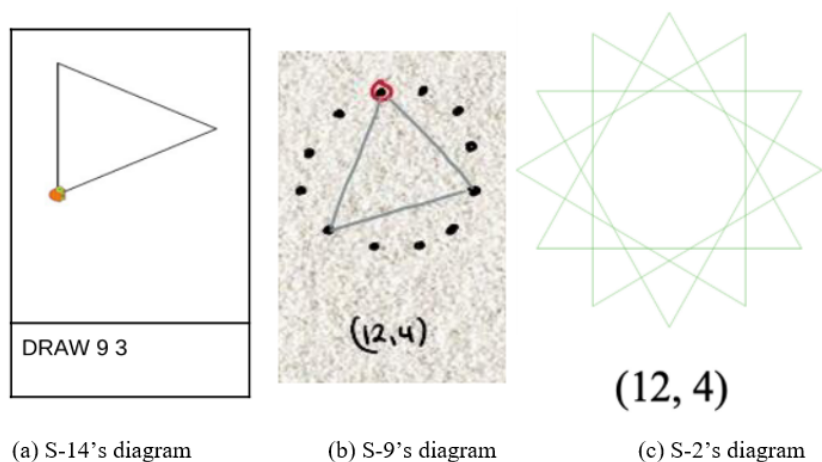 DRAW 9 3
(12,4)
(12, 4)
(a) S-14's diagram
(b) S-9's diagram
(c) S-2's diagram